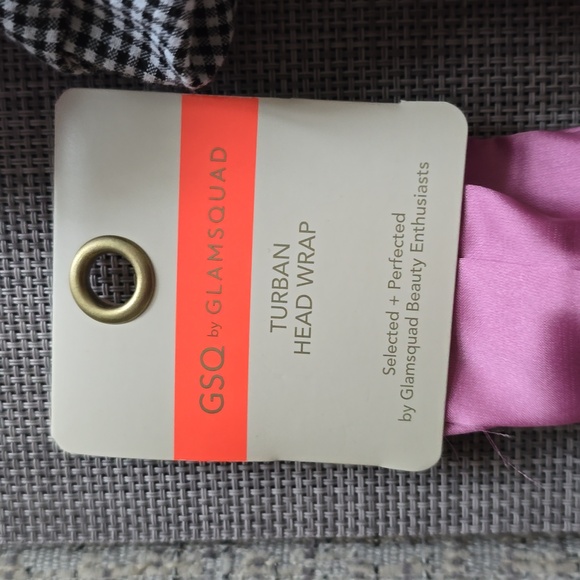 GSQ by GLAMSQUAD
TURBAN
HEAD WRAP
Selected + Perfected
by Glamsquad Beauty Enthusiasts